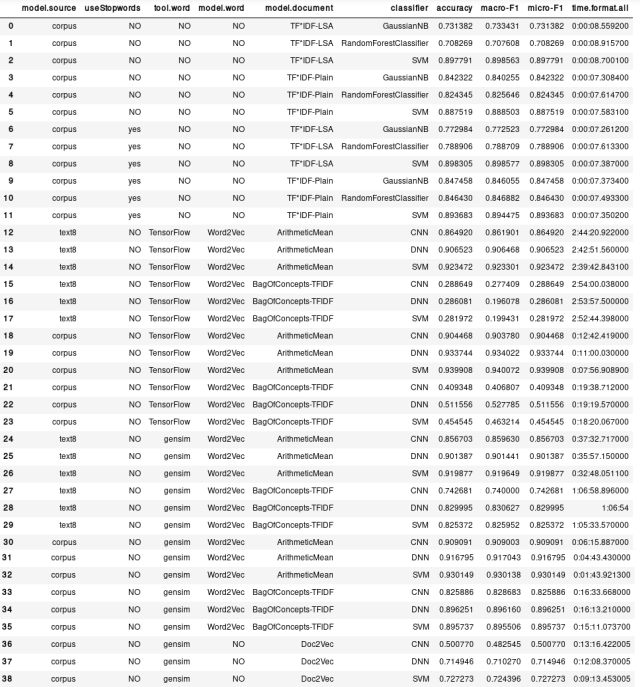 model.source useStopwords tool.word model.word model.document classifier accuracy macro-F1 micro-F1 time.format.all
0 corpus NO NO NO TF*IDF-LSA GaussianNB 0.731382 0.733431 0.731382 0:00:08.559200
1 corpus NO NO NO TF*IDF-LSA RandomForestClassifier 0.708269 0.707608 0.708269 0:00:08.915700
2 corpus NO NO NO TF*IDF-LSA SVM 0.897791 0.898563 0.897791 0:00:08.700100
3 corpus NO NO NO TF*IDF-Plain GaussianNB 0.842322 0.840255 0.842322 0:00:07.308400
4 corpus NO NO NO TF*IDF-Plain RandomForestClassifier 0.824345 0.825646 0.824345 0:00:07.614700
5 corpus NO NO NO TF*IDF-Plain SVM 0.887519 0.888503 0.887519 0:00:07.583100
6 corpus yes NO NO TF*IDF-LSA GaussianNB 0.772984 0.772523 0.772984 0:00:07.261200
7 corpus yes NO NO TF*IDF-LSA RandomForestClassifier 0.788906 0.788709 0.788906 0:00:07.613300
8 corpus yes NO NO TF*IDF-LSA SVM 0.898305 0.898577 0.898305 0:00:07.387000
9 corpus yes NO NO TF*IDF-Plain GaussianNB 0.847458 0.846055 0.847458 0:00:07.373400
10 corpus yes NO NO TF*IDF-Plain RandomForestClassifier 0.846430 0.846882 0.846430 0:00:07.493300
11 corpus yes NO NO TF*IDF-Plain SVM 0.893683 0.894475 0.893683 0:00:07.350200
12 text8 NO TensorFlow Word2Vec ArithmeticMean CNN 0.864920 0.861901 0.864920 2:44:20.922000
13 text8 NO TensorFlow Word2Vec ArithmeticMean DNN 0.906523 0.906468 0.906523 2:42:51.560000
14 text8 NO TensorFlow Word2Vec ArithmeticMean SVM 0.923472 0.923301 0.923472 2:39:42.843100
15 text8 NO TensorFlow Word2Vec BagOfConcepts-TFIDF CNN 0.288649 0.277409 0.288649 2:54:00.038000
16 text8 NO TensorFlow Word2Vec BagOfConcepts-TFIDF DNN 0.286081 0.196078 0.286081 2:53:57.500000
17 text8 NO TensorFlow Word2Vec BagOfConcepts-TFIDF SVM 0.281972 0.199431 0.281972 2:52:44.398000
18 corpus NO TensorFlow Word2Vec ArithmeticMean CNN 0.904468 0.903780 0.904468 0:12:42.419000
19 corpus NO TensorFlow Word2Vec ArithmeticMean DNN 0.933744 0.934022 0.933744 0:11:00.030000
20 corpus NO TensorFlow Word2Vec ArithmeticMean SVM 0.939908 0.940072 0.939908 0:07:56.908900
21 corpus NO TensorFlow Word2Vec BagOfConcepts-TFIDF CNN 0.409348 0.406807 0.409348 0:19:38.712000
22 corpus NO TensorFlow Word2Vec BagOfConcepts-TFIDF DNN 0.511556 0.527785 0.511556 0:19:19.570000
23 corpus NO TensorFlow Word2Vec BagOfConcepts-TFIDF SVM 0.454545 0.463214 0.454545 0:18:20.067000
24 text8 NO gensim Word2Vec ArithmeticMean CNN 0.856703 0.859630 0.856703 0:37:32.717000
25 text8 NO gensim Word2Vec ArithmeticMean DNN 0.901387 0.901441 0.901387 0:35:57.150000
26 text8 NO gensim Word2Vec ArithmeticMean SVM 0.919877 0.919649 0.919877 0:32:48.051100
27 text8 NO gensim Word2Vec BagOfConcepts-TFIDF CNN 0.742681 0.740000 0.742681 1:06:58.896000
28 text8 NO gensim Word2Vec BagOfConcepts-TFIDF DNN 0.829995 0.830627 0.829995 1:06:54
29 text8 NO gensim Word2Vec BagOfConcepts-TFIDF SVM 0.825372 0.825952 0.825372 1:05:33.570000
30 corpus NO gensim Word2Vec ArithmeticMean CNN 0.909091 0.909003 0.909091 0:06:15.887000
31 corpus NO gensim Word2Vec ArithmeticMean DNN 0.916795 0.917043 0.916795 0:04:43.430000
32 corpus NO gensim Word2Vec ArithmeticMean SVM 0.930149 0.930138 0.930149 0:01:43.921300
33 corpus NO gensim Word2Vec BagOfConcepts-TFIDF CNN 0.825886 0.828683 0.825886 0:16:33.668000
34 corpus NO gensim Word2Vec BagOfConcepts-TFIDF DNN 0.896251 0.896160 0.896251 0:16:13.210000
35 corpus NO gensim Word2Vec BagOfConcepts-TFIDF SVM 0.895737 0.895506 0.895737 0:15:11.073700
36 corpus NO gensim NO Doc2Vec CNN 0.500770 0.482545 0.500770 0:13:16.422005
37 corpus NO gensim NO Doc2Vec DNN 0.714946 0.710270 0.714946 0:12:08.370005
38 corpus NO gensim NO Doc2Vec SVM 0.727273 0.724396 0.727273 0:09:13.453005